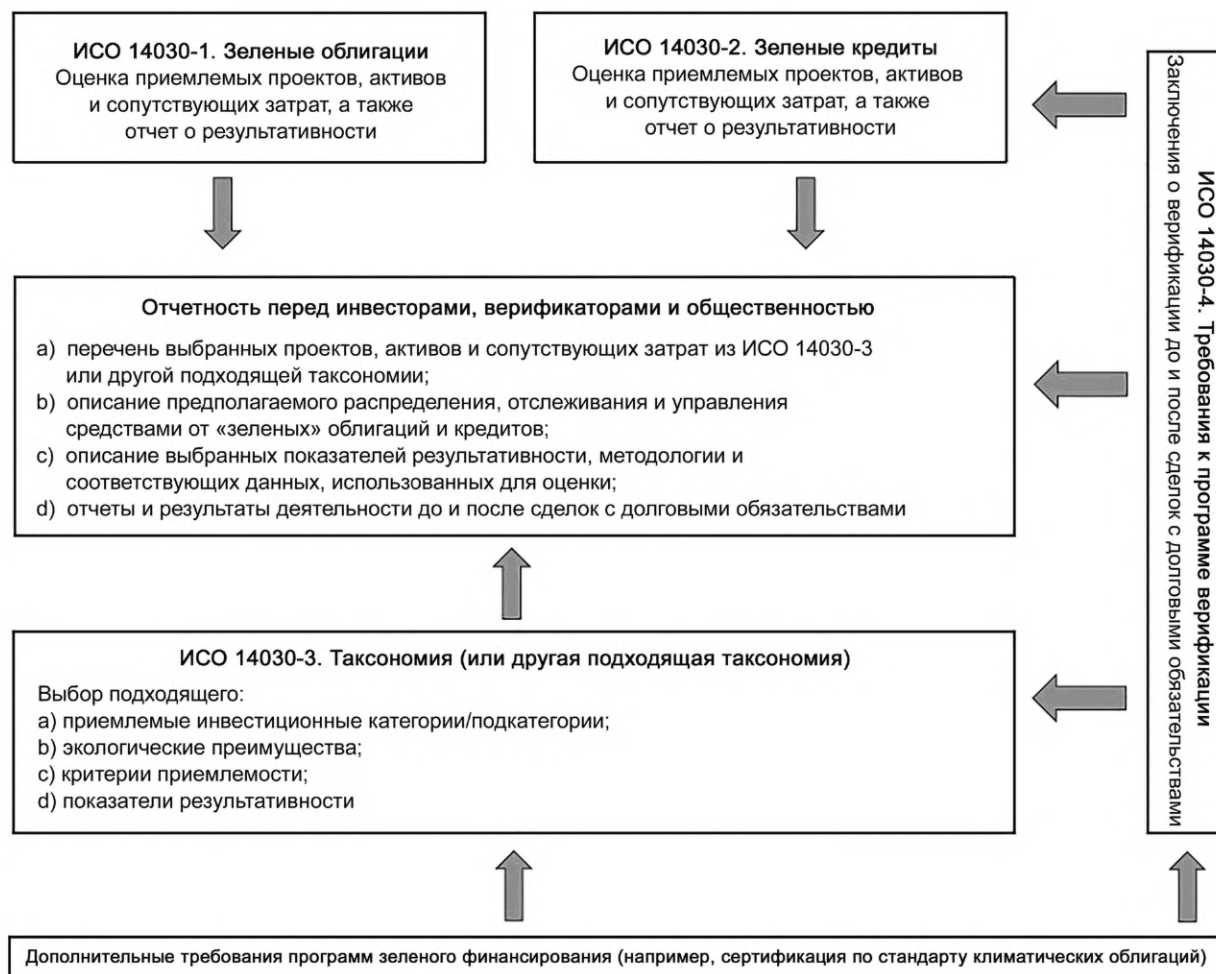 ИСО 14030-1. Зеленые облигации
Оценка приемлемых проектов, активов
и сопутствующих затрат, а также
отчет о результативности
ИСО 14030-2. Зеленые кредиты
Оценка приемлемых проектов, активов
и сопутствующих затрат, а также
отчет о результативности
Отчетность перед инвесторами, верификаторами и общественностью
a) перечень выбранных проектов, активов и сопутствующих затрат из ИСО 14030-3
или другой подходящей таксономии;
b) описание предполагаемого распределения, отслеживания и управления
средствами от «зеленых» облигаций и кредитов;
c) описание выбранных показателей результативности, методологии и
соответствующих данных, использованных для оценки;
d) отчеты и результаты деятельности до и после сделок с долговыми обязательствами
ИСО 14030-3. Таксономия (или другая подходящая таксономия)
Выбор подходящего:
a) приемлемые инвестиционные категории/подкатегории;
b) экологические преимущества;
c) критерии приемлемости;
d) показатели результативности
ИСО 14030-4. Требования к программе верификации
Заключения о верификации до и после сделок с долговыми обязательствами
Дополнительные требования программ зеленого финансирования (например, сертификация по стандарту климатических облигаций)